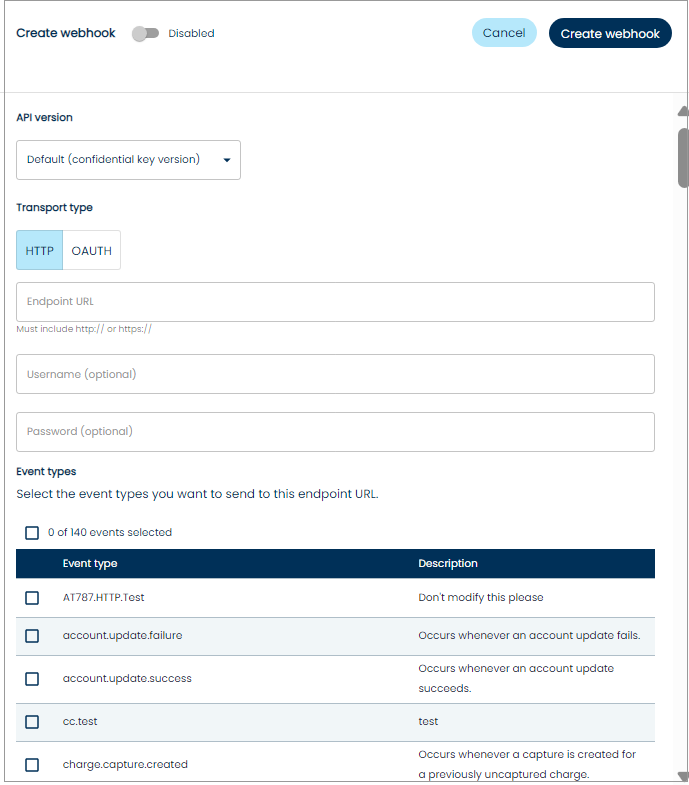 Create webhook Disabled Cancel Create webhook
API version
Default (confidential key version)
Transport type
HTTP OAUTH
Endpoint URL
Must include http:// or https://
Username (optional)
Password (optional)
Event types
Select the event types you want to send to this endpoint URL.
0 of 140 events selected
Event type Description
AT787.HTTP.Test Don't modify this please
account.update.failure Occurs whenever an account update fails.
account.update.success Occurs whenever an account update
succeeds.
cc.test test
charge.capture.created Occurs whenever a capture is created for
a previously uncaptured charge.